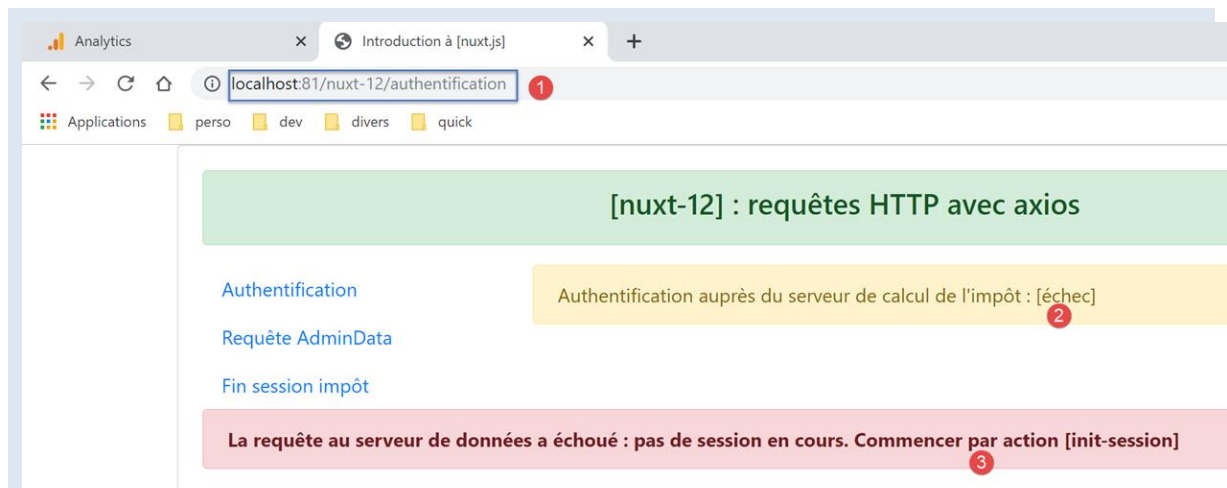 Analytics
Introduction à [nuxt.js]
localhost:81/nuxt-12/authentification
1
Applications perso dev divers quick
[nuxt-12] : requêtes HTTP avec axios
Authentification
Authentification auprès du serveur de calcul de l'impôt : [échec]
2
Requête AdminData
Fin session impôt
La requête au serveur de données a échoué : pas de session en cours. Commencer par action [init-session]
3